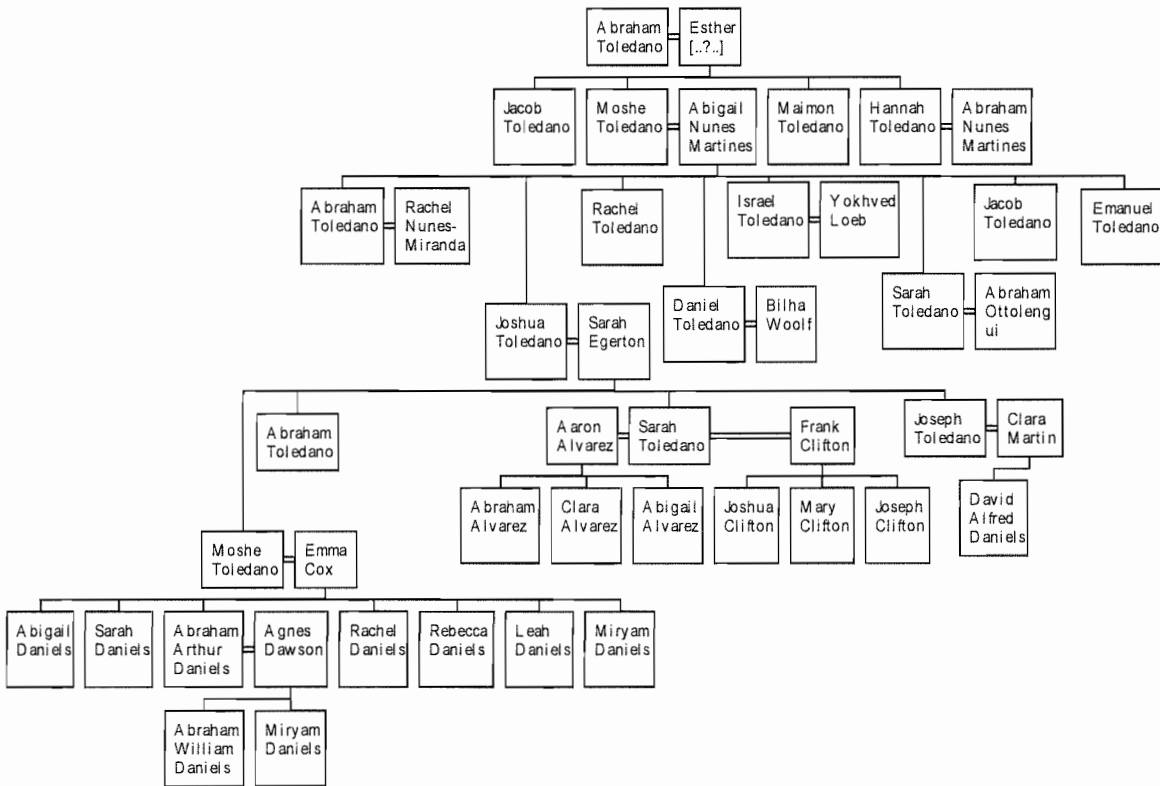 Abraham
Toledano
Esther
[..?..]
Jacob
Toledano
Moshe
Toledano
Abigail
Nunes
Martines
Maimon
Toledano
Hannah
Toledano
Abraham
Nunes
Martines
Abraham
Toledano
Rachel
Nunes-
Miranda
Rachel
Toledano
Israel
Toledano
Yokhved
Loeb
Jacob
Toledano
Emanuel
Toledano
Joshua
Toledano
Sarah
Egerton
Daniel
Toledano
Bilha
Woolf
Sarah
Toledano
Abraham
Ottoleng
ui
Abraham
Toledano
Aaron
Alvarez
Sarah
Toledano
Frank
Clifton
Joseph
Toledano
Clara
Martin
Abraham
Alvarez
Clara
Alvarez
Abigail
Alvarez
Joshua
Clifton
Mary
Clifton
Joseph
Clifton
David
Alfred
Daniels
Moshe
Toledano
Emma
Cox
Abigail
Daniels
Sarah
Daniels
Abraham
Arthur
Daniels
Agnes
Dawson
Rachel
Daniels
Rebecca
Daniels
Leah
Daniels
Miryam
Daniels
Abraham
William
Daniels
Miryam
Daniels